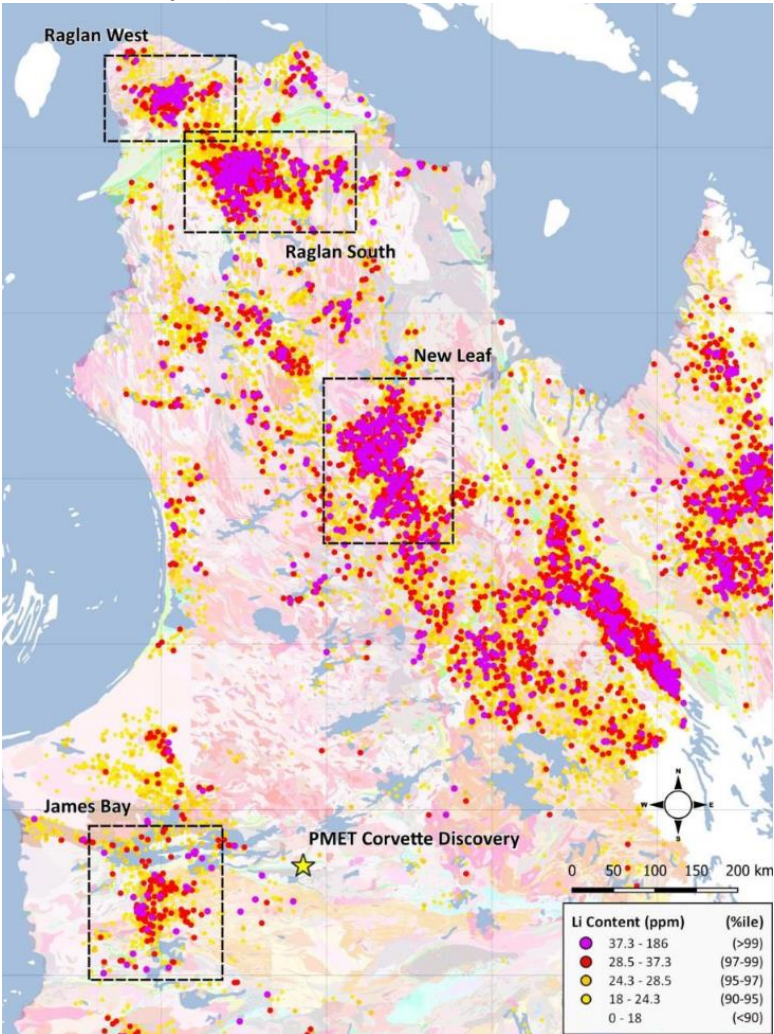 Raglan West
Raglan South
New Leaf
James Bay
PMET Corvette Discovery
N
W E
S
0 50 100 150 200 km
Li Content (ppm) (%ile)
37.3 - 186 (>99)
28.5 - 37.3 (97-99)
24.3 - 28.5 (95-97)
18 - 24.3 (90-95)
0 - 18 (<90)